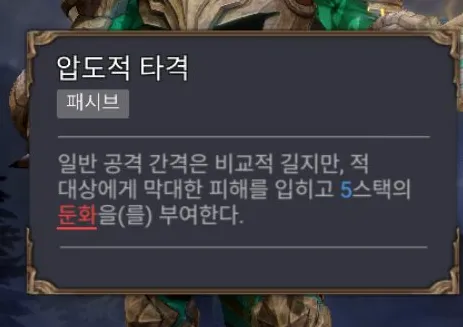 압도적 타격
패시브
일반 공격 간격은 비교적 길지만, 적
대상에게 막대한 피해를 입히고 5스택의
둔화을(를) 부여한다.